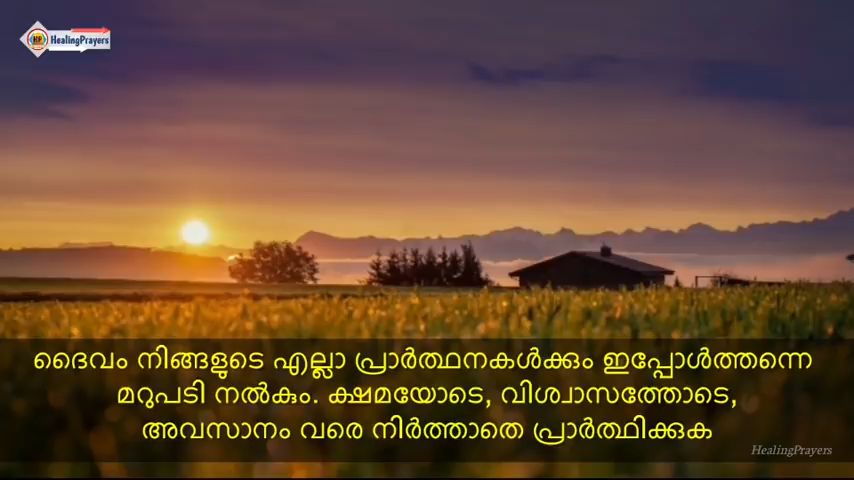 HealingPrayers
ദൈവം നിങ്ങളുടെ എല്ലാ പ്രാർത്ഥനകൾക്കും ഇപ്പോൾത്തന്നെ
മറുപടി നൽകും. ക്ഷമയോടെ, വിശ്വാസത്തോടെ,
അവസാനം വരെ നിർത്താതെ പ്രാർത്ഥിക്കുക
HealingPrayers